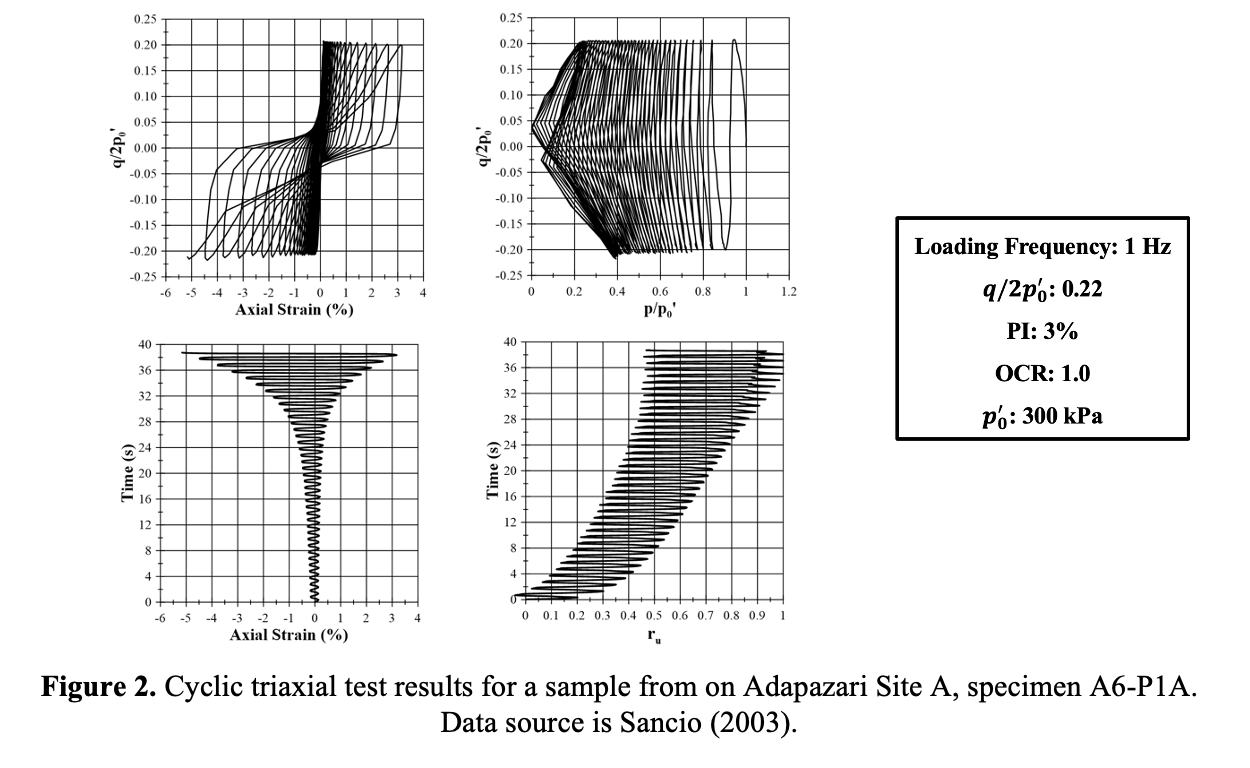 0.25
0.20
0.15
0.10
0.05
0.00
-0.05
-0.10
-0.15
-0.20
-0.25
q/2p₀'
-6 -5 -4 -3 -2 -1 0 1 2 3 4
Axial Strain (%)
0.25
0.20
0.15
0.10
0.05
0.00
-0.05
-0.10
-0.15
-0.20
-0.25
q/2p₀'
0 0.2 0.4 0.6 0.8 1 1.2
p/p₀'
40
36
32
28
24
20
16
12
8
4
0
Time (s)
-6 -5 -4 -3 -2 -1 0 1 2 3 4
Axial Strain (%)
40
36
32
28
24
20
16
12
8
4
0
Time (s)
0 0.1 0.2 0.3 0.4 0.5 0.6 0.7 0.8 0.9 1
rᵤ
Loading Frequency: 1 Hz
q/2p₀′: 0.22
PI: 3%
OCR: 1.0
p₀′: 300 kPa
Figure 2. Cyclic triaxial test results for a sample from on Adapazari Site A, specimen A6-P1A.
Data source is Sancio (2003).